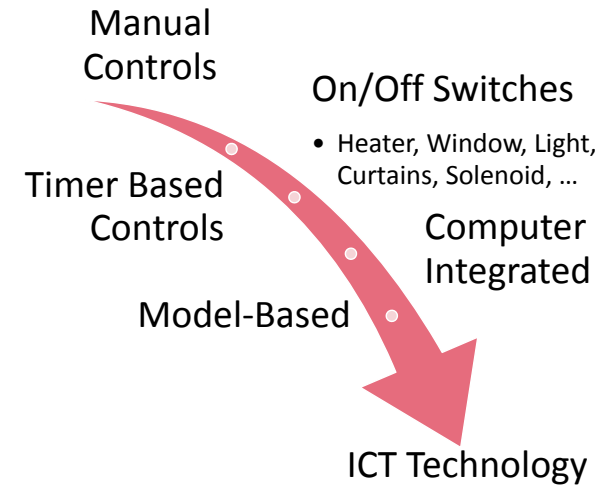 Manual
Controls
On/Off Switches
• Heater, Window, Light,
Curtains, Solenoid, ...
Timer Based
Controls
Computer
Integrated
Model-Based
ICT Technology